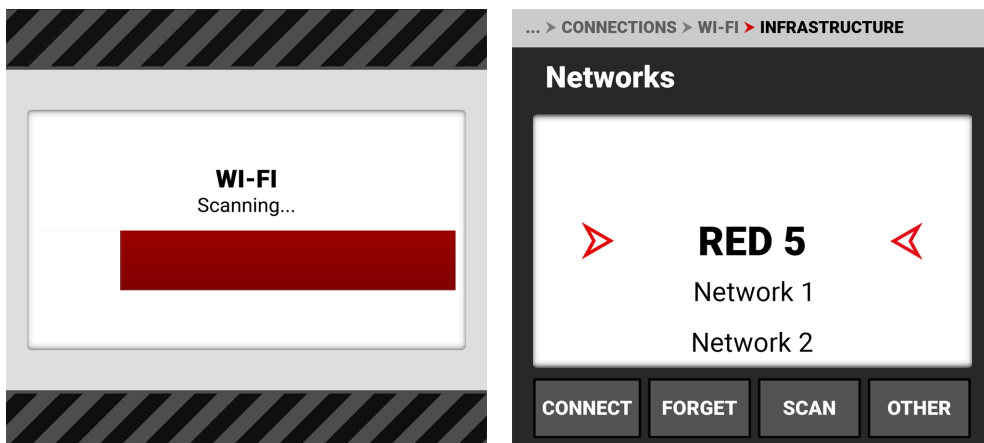 WI-FI
Scanning...
... > CONNECTIONS > WI-FI > INFRASTRUCTURE
Networks
RED 5
Network 1
Network 2
CONNECT FORGET SCAN OTHER